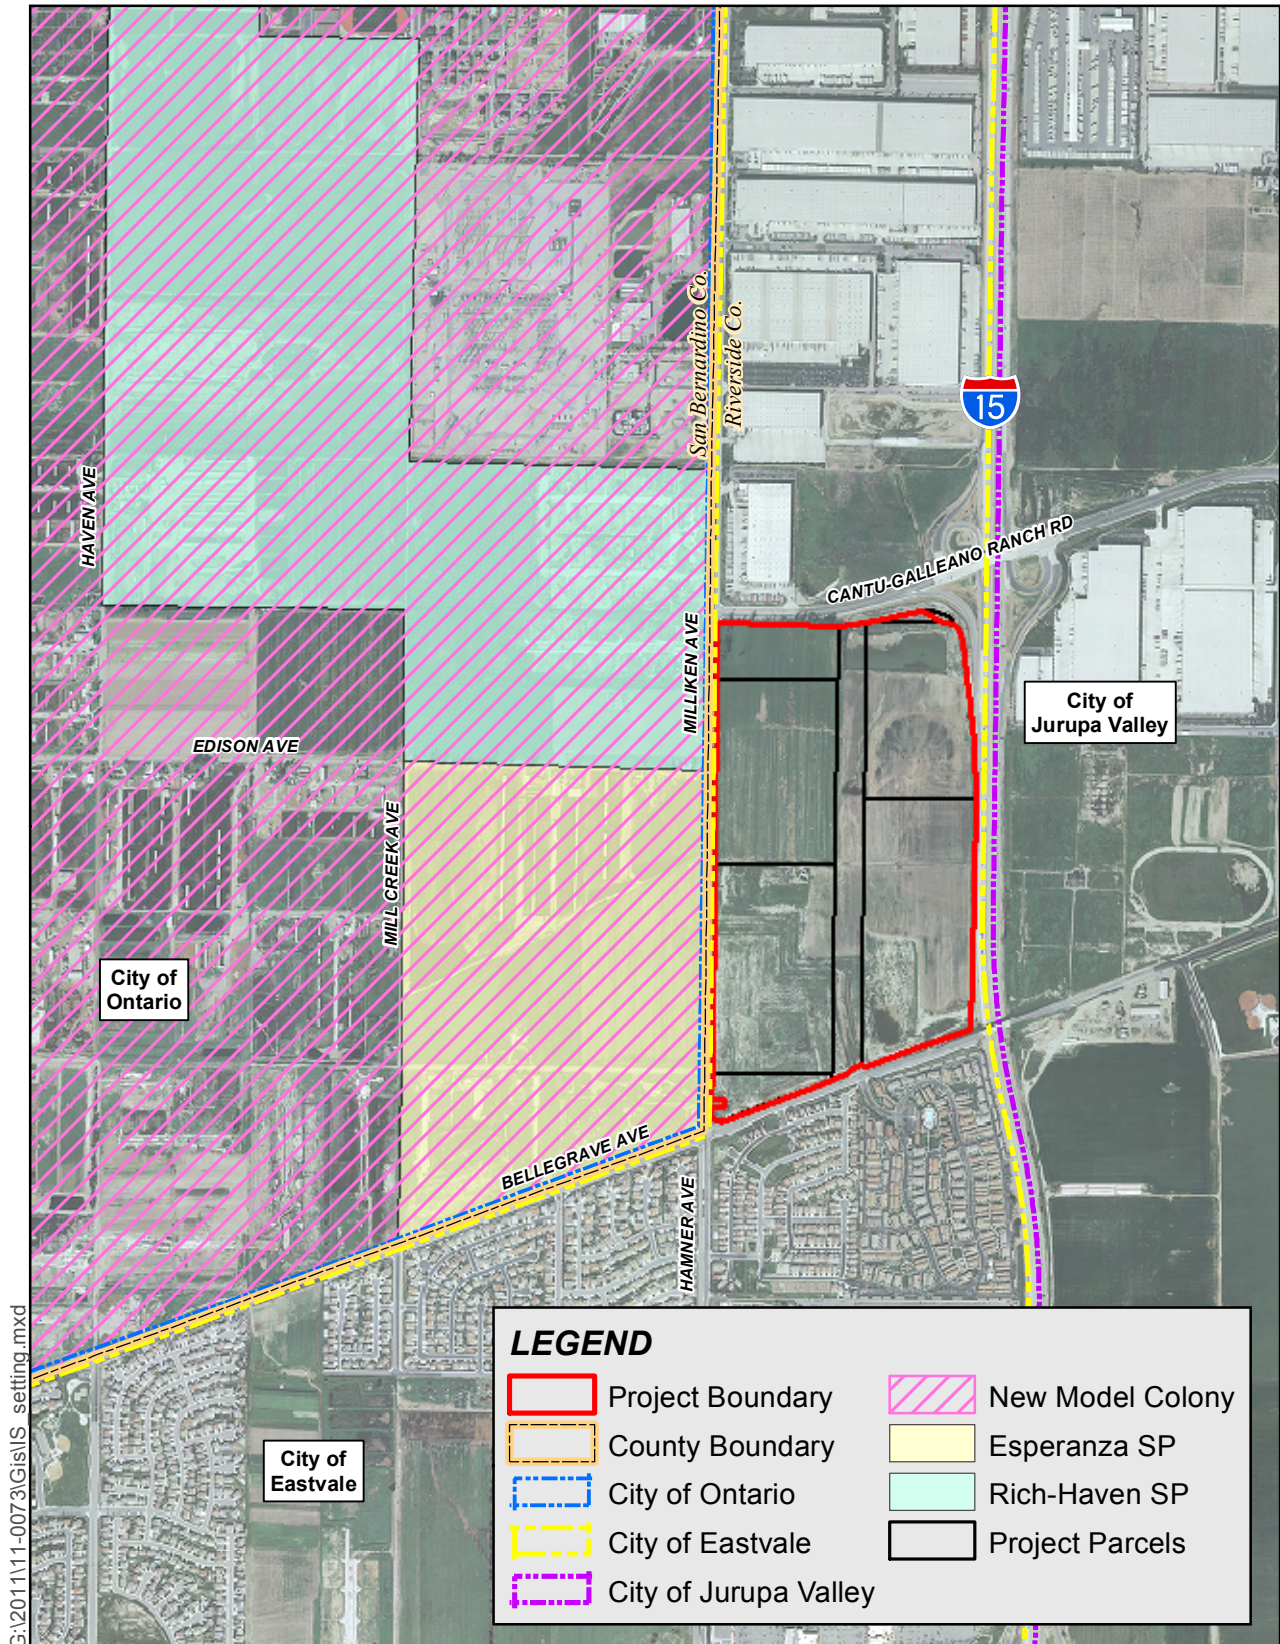 San Bernardino Co.
Riverside Co.
15
HAVEN AVE
CANTU-GALLEANO RANCH RD
MILLIKEN AVE
City of
Jurupa Valley
EDISON AVE
MILL CREEK AVE
City of
Ontario
BELLEGRAVE AVE
HAMNER AVE
City of
Eastvale
LEGEND
Project Boundary
County Boundary
City of Ontario
City of Eastvale
City of Jurupa Valley
New Model Colony
Esperanza SP
Rich-Haven SP
Project Parcels
G:\2011\11-0073\Gis\IS_setting.mxd